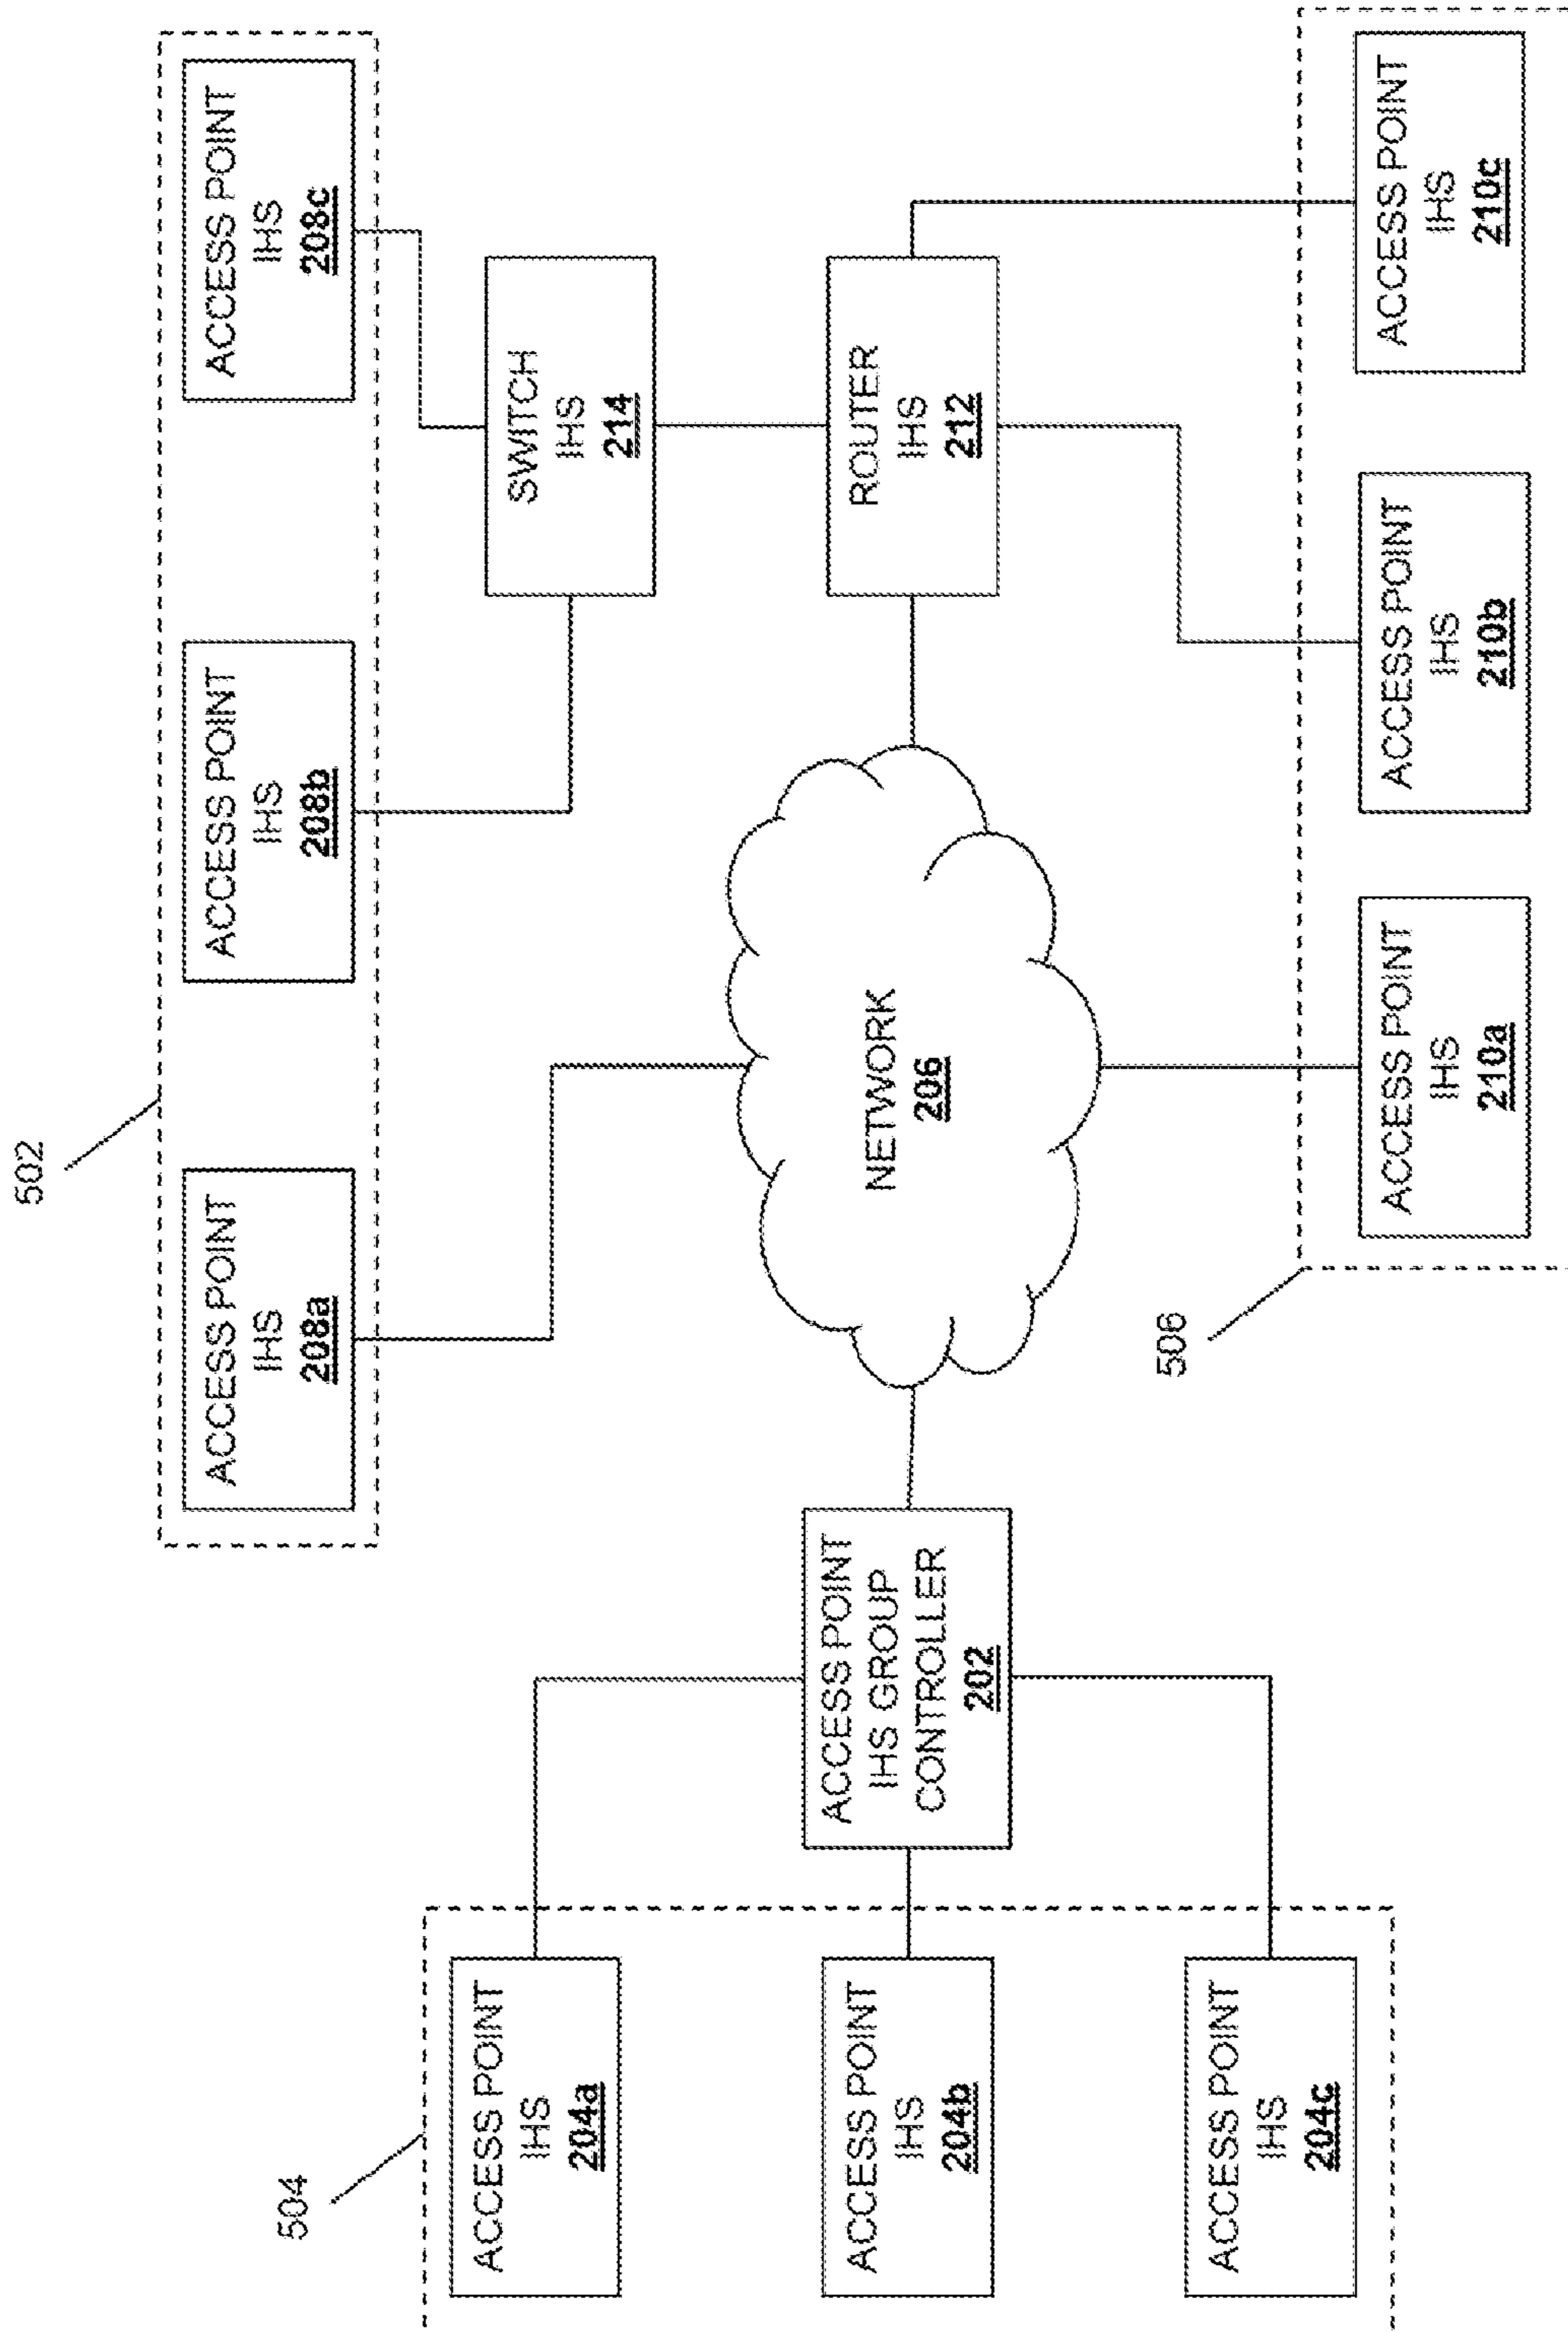 502
ACCESS POINT
IHS
208a
ACCESS POINT
IHS
208b
ACCESS POINT
IHS
208c
504
ACCESS POINT
IHS
204a
ACCESS POINT
IHS
204b
ACCESS POINT
IHS
204c
ACCESS POINT
IHS GROUP
CONTROLLER
202
NETWORK
206
SWITCH
IHS
214
ROUTER
IHS
212
506
ACCESS POINT
IHS
210a
ACCESS POINT
IHS
210b
ACCESS POINT
IHS
210c